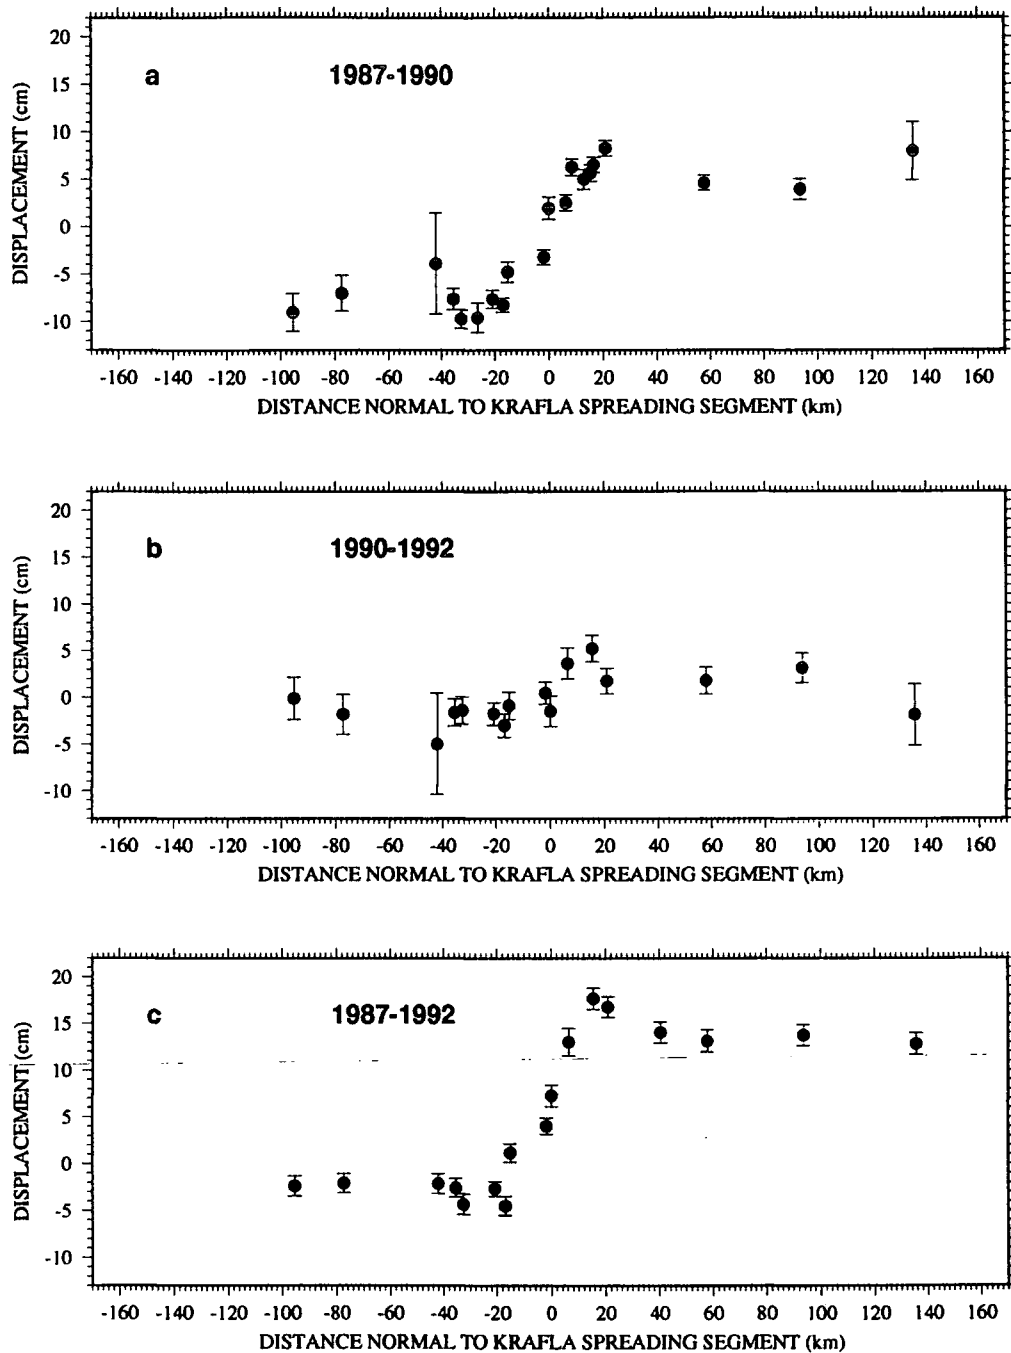 20
a 1987-1990
15
10
5
0
-5
-10
DISPLACEMENT (cm)
-160 -140 -120 -100 -80 -60 -40 -20 0 20 40 60 80 100 120 140 160
DISTANCE NORMAL TO KRAFLA SPREADING SEGMENT (km)
20
b 1990-1992
15
10
5
0
-5
-10
DISPLACEMENT (cm)
-160 -140 -120 -100 -80 -60 -40 -20 0 20 40 60 80 100 120 140 160
DISTANCE NORMAL TO KRAFLA SPREADING SEGMENT (km)
20
c 1987-1992
15
10
5
0
-5
-10
DISPLACEMENT (cm)
-160 -140 -120 -100 -80 -60 -40 -20 0 20 40 60 80 100 120 140 160
DISTANCE NORMAL TO KRAFLA SPREADING SEGMENT (km)